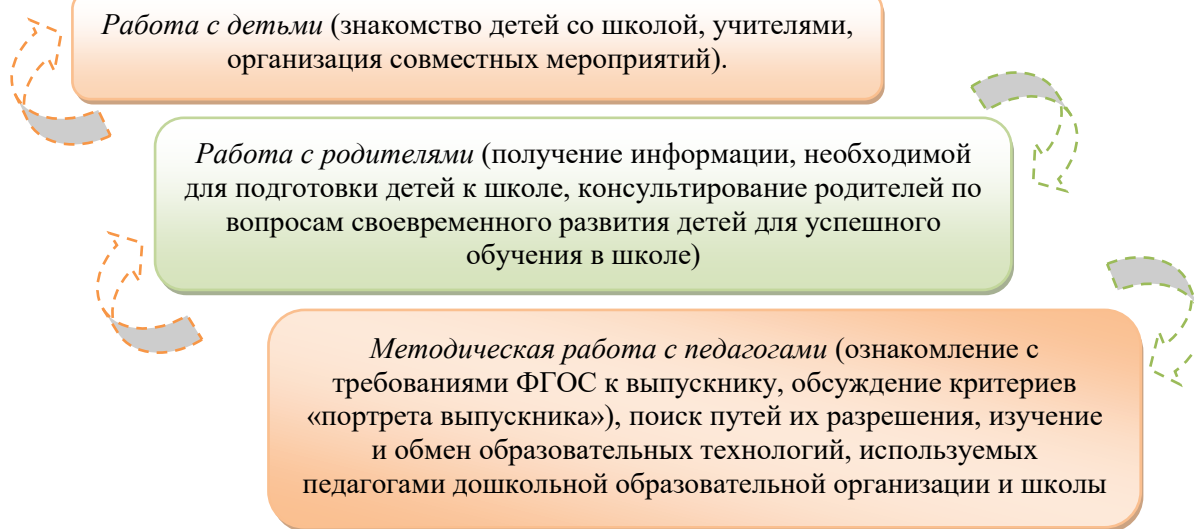 Работа с детьми (знакомство детей со школой, учителями,
организация совместных мероприятий).
Работа с родителями (получение информации, необходимой
для подготовки детей к школе, консультирование родителей по
вопросам своевременного развития детей для успешного
обучения в школе)
Методическая работа с педагогами (ознакомление с
требованиями ФГОС к выпускнику, обсуждение критериев
«портрета выпускника»), поиск путей их разрешения, изучение
и обмен образовательных технологий, используемых
педагогами дошкольной образовательной организации и школы